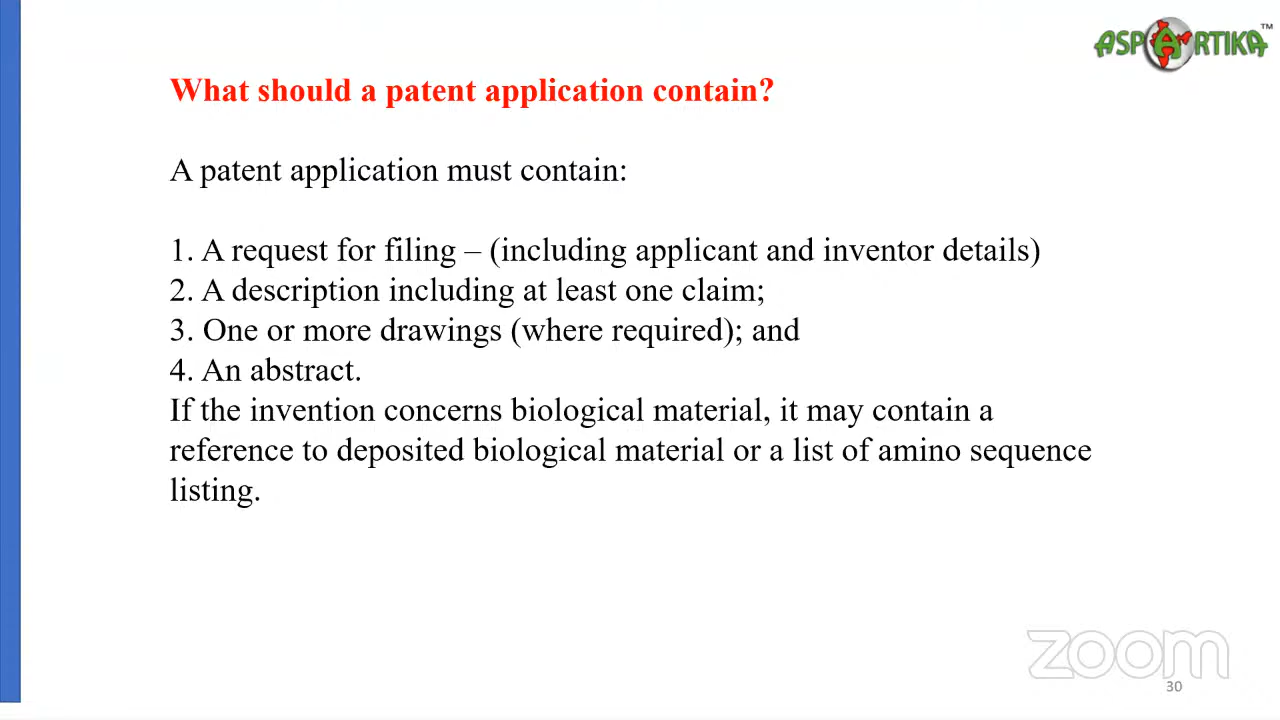 ASPARTIKA™
What should a patent application contain?
A patent application must contain:
1. A request for filing – (including applicant and inventor details)
2. A description including at least one claim;
3. One or more drawings (where required); and
4. An abstract.
If the invention concerns biological material, it may contain a
reference to deposited biological material or a list of amino sequence
listing.
zoom
30